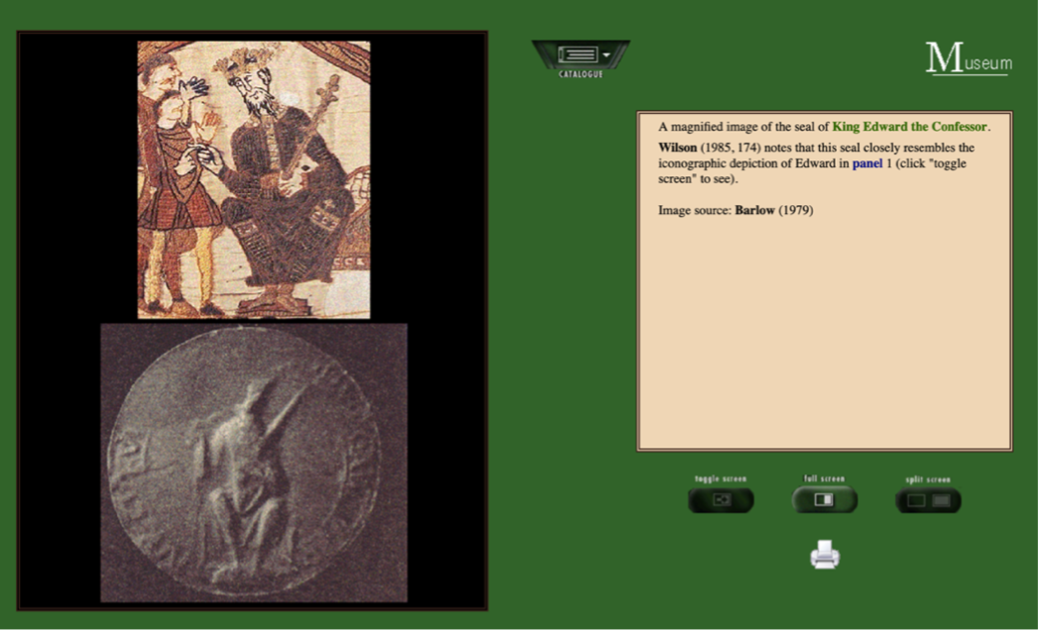 CATALOGUE
Museum
A magnified image of the seal of King Edward the Confessor.
Wilson (1985, 174) notes that this seal closely resembles the
iconographic depiction of Edward in panel 1 (click "toggle
screen" to see).
Image source: Barlow (1979)
toggle screen full screen split screen